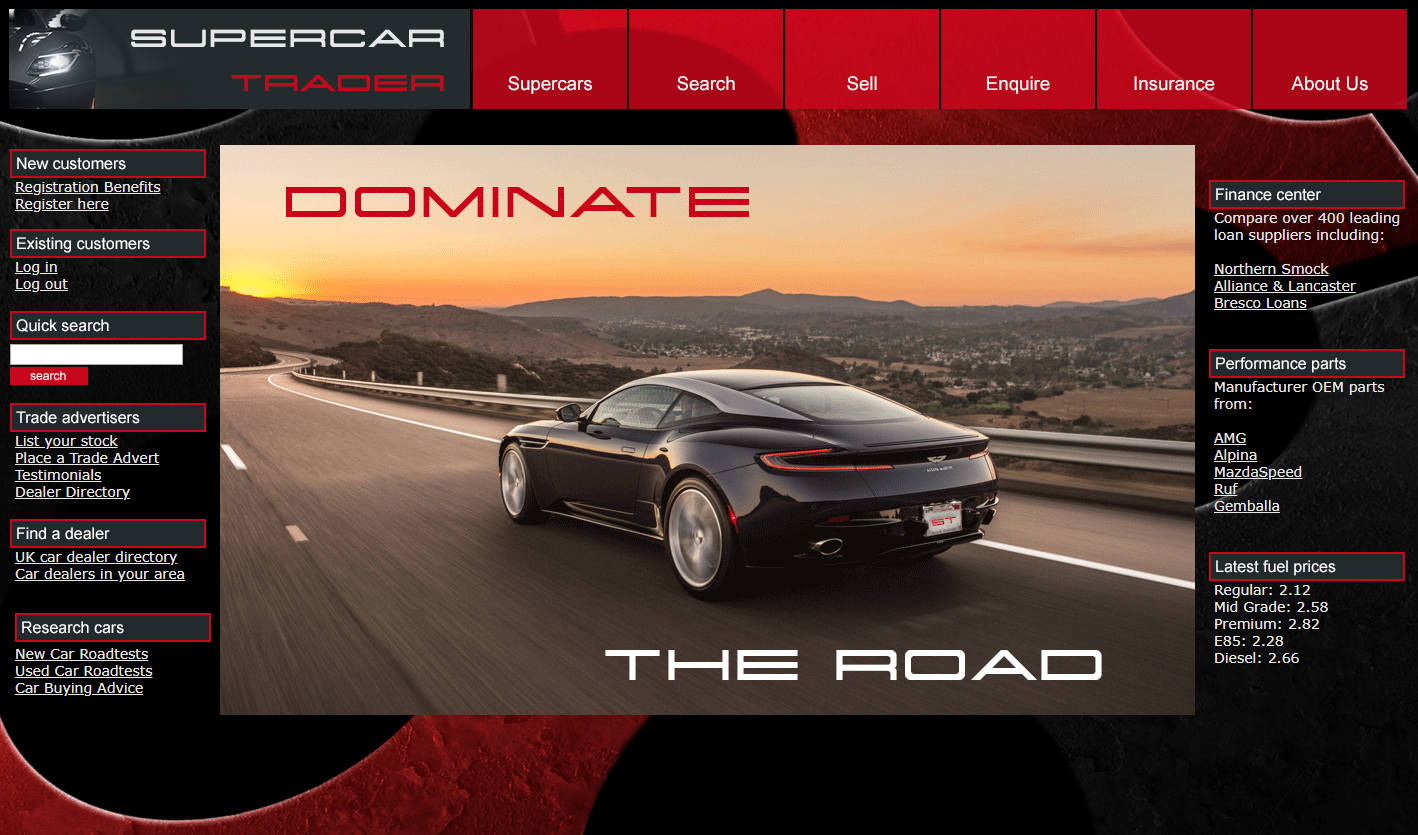 SUPERCAR
TRADER
Supercars
Search
Sell
Enquire
Insurance
About Us
New customers
Registration Benefits
Register here
Existing customers
Log in
Log out
Quick search
search
Trade advertisers
List your stock
Place a Trade Advert
Testimonials
Dealer Directory
Find a dealer
UK car dealer directory
Car dealers in your area
Research cars
New Car Roadtests
Used Car Roadtests
Car Buying Advice
DOMINATE
ST
THE ROAD
Finance center
Compare over 400 leading
loan suppliers including:
Northern Smock
Alliance & Lancaster
Bresco Loans
Performance parts
Manufacturer OEM parts
from:
AMG
Alpina
MazdaSpeed
Ruf
Gemballa
Latest fuel prices
Regular: 2.12
Mid Grade: 2.58
Premium: 2.82
E85: 2.28
Diesel: 2.66